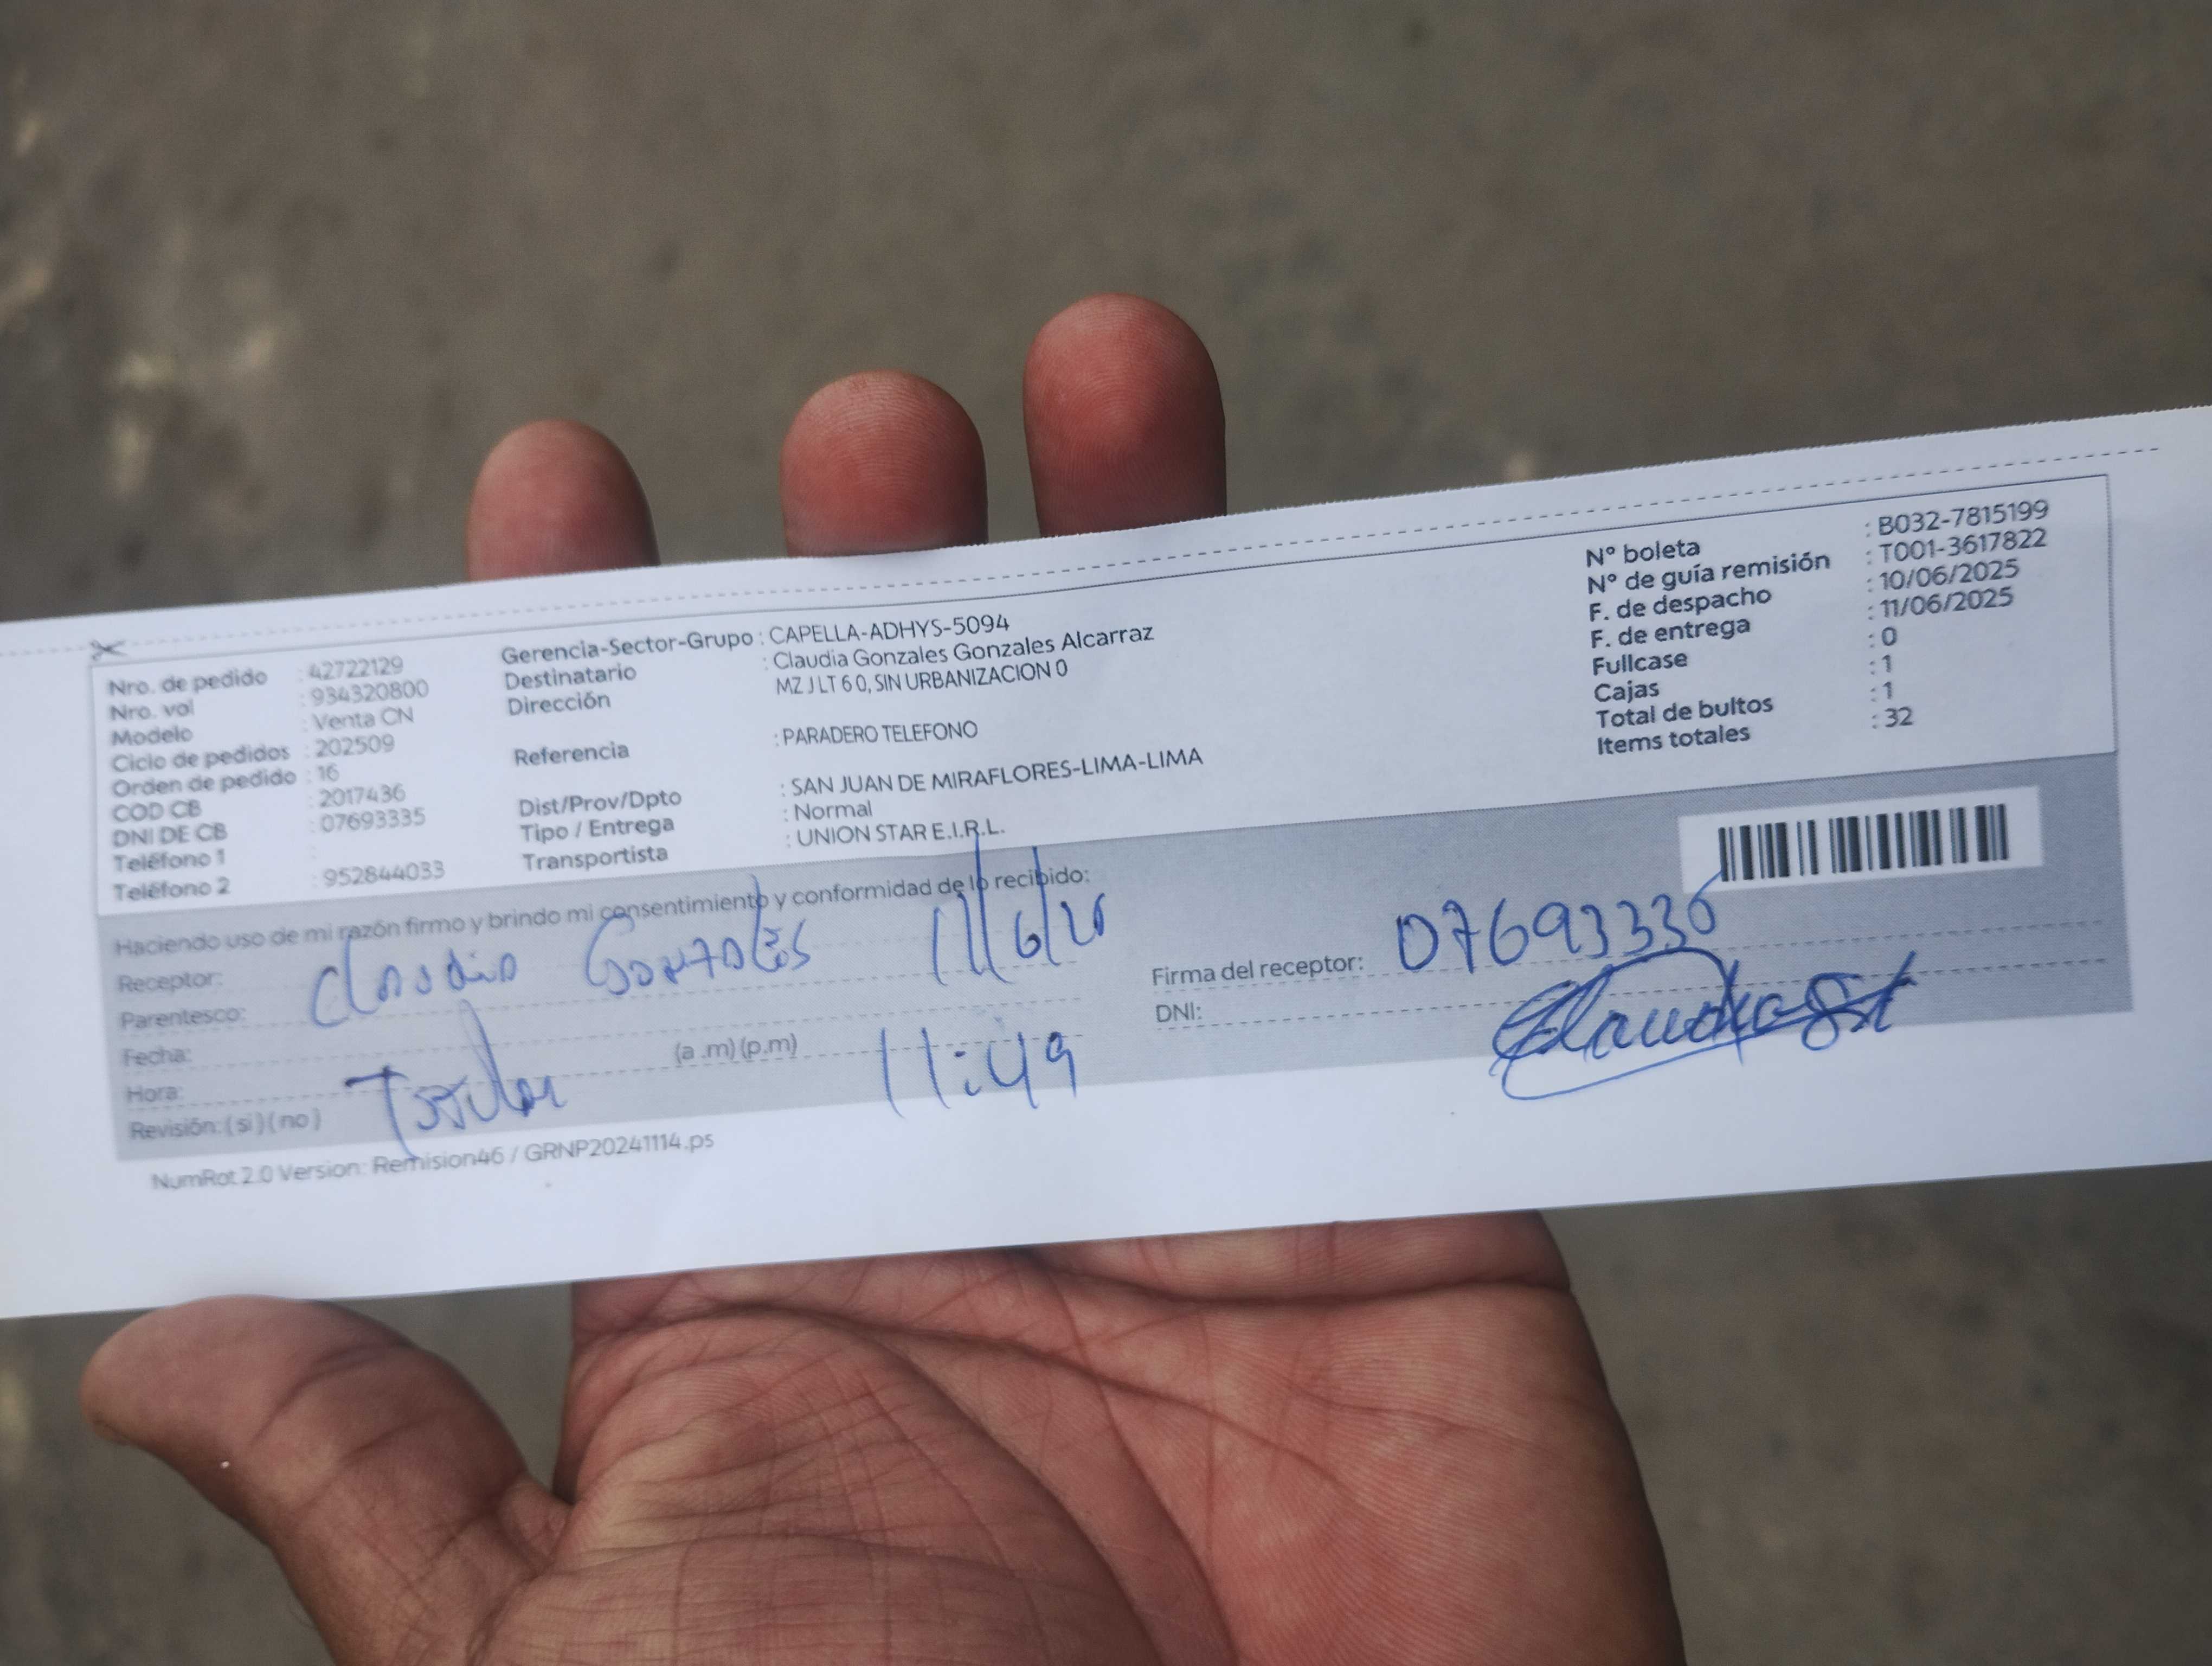 Nro. de pedido : 42722129
Nro. vol : 934320800
Modelo : Venta CN
Ciclo de pedidos : 202509
Orden de pedido : 16
COD CB : 2017436
DNI DE CB : 07693335
Teléfono 1 :
Teléfono 2 : 952844033
Gerencia-Sector-Grupo : CAPELLA-ADHYS-5094
Destinatario : Claudia Gonzales Gonzales Alcarraz
Dirección MZ J LT 6 0, SIN URBANIZACION 0
Referencia : PARADERO TELEFONO
Dist/Prov/Dpto : SAN JUAN DE MIRAFLORES-LIMA-LIMA
Tipo / Entrega : Normal
Transportista : UNION STAR E.I.R.L.
N° boleta : B032-7815199
N° de guía remisión : T001-3617822
F. de despacho : 10/06/2025
F. de entrega : 11/06/2025
Fullcase : 0
Cajas : 1
Total de bultos : 1
Items totales : 32
Haciendo uso de mi razón firmo y brindo mi consentimiento y conformidad de lo recibido:
Receptor: Claudia Gonzales 11/6/25
Parentesco:
Fecha:
Hora: (a .m) (p.m) 11:49
Revisión: ( si ) ( no ) Titular
Firma del receptor: 07693335
DNI:
NumRot 2.0 Version: Remision46 / GRNP20241114.ps